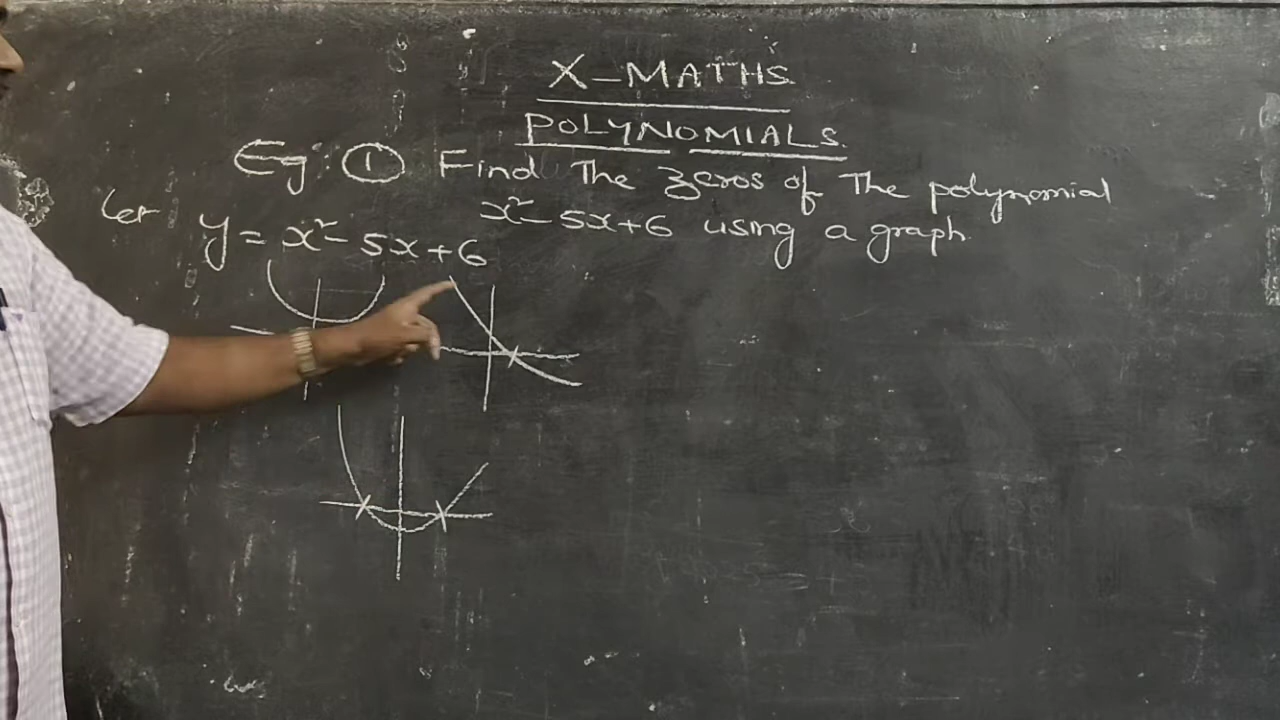 X-MATHS
POLYNOMIALS.
Eg: ① Find The zeros of The polynomial
x²-5x+6 using a graph.
Let y = x²-5x+6